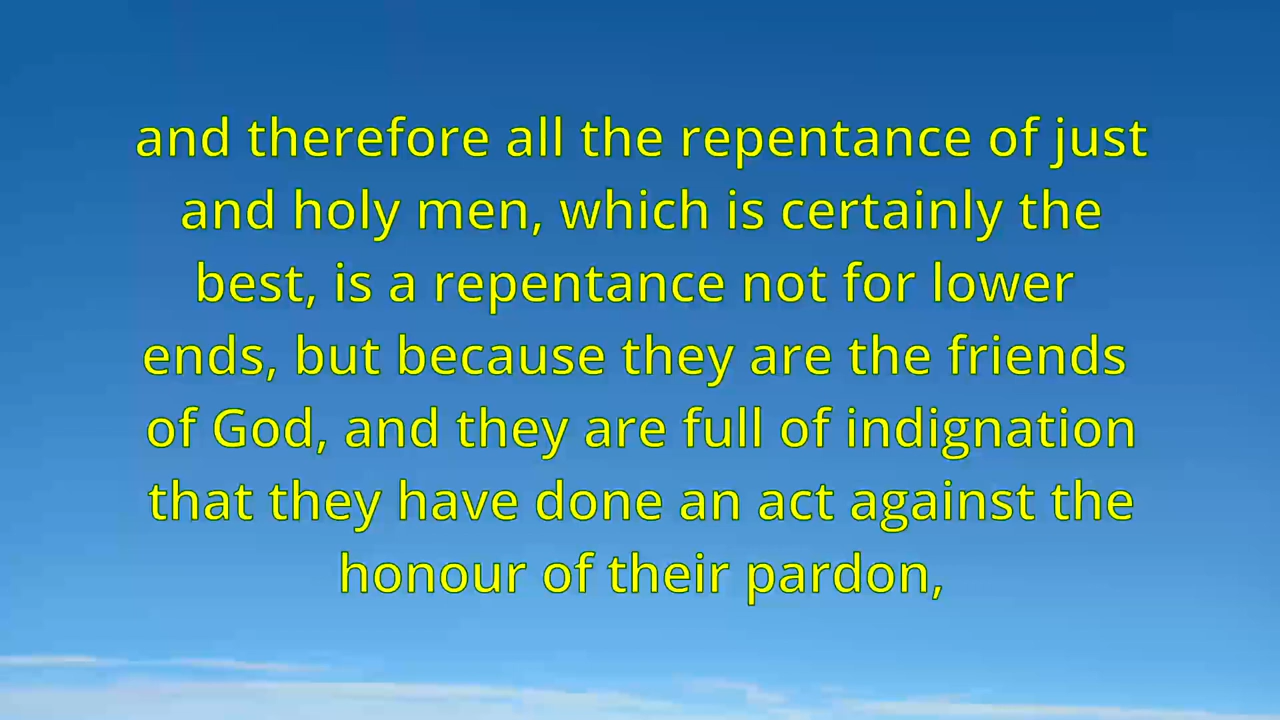 and therefore all the repentance of just
and holy men, which is certainly the
best, is a repentance not for lower
ends, but because they are the friends
of God, and they are full of indignation
that they have done an act against the
honour of their pardon,